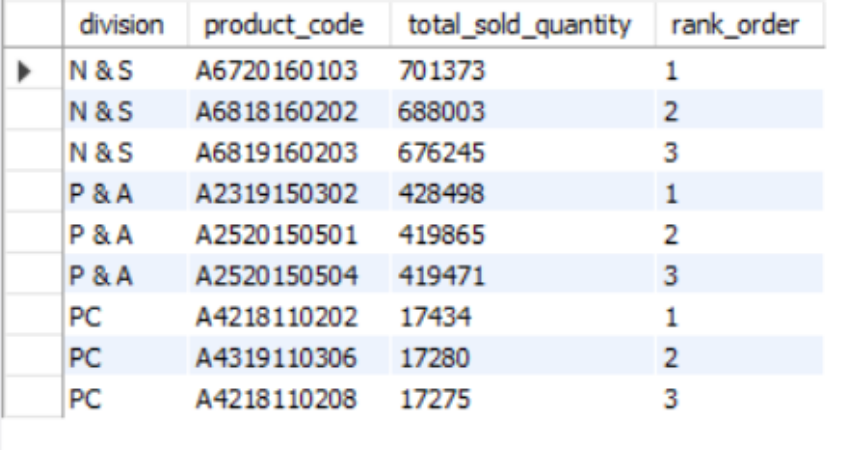 division product_code total_sold_quantity rank_order
N & S A6720160103 701373 1
N & S A6818160202 688003 2
N & S A6819160203 676245 3
P & A A2319150302 428498 1
P & A A2520150501 419865 2
P & A A2520150504 419471 3
PC A4218110202 17434 1
PC A4319110306 17280 2
PC A4218110208 17275 3